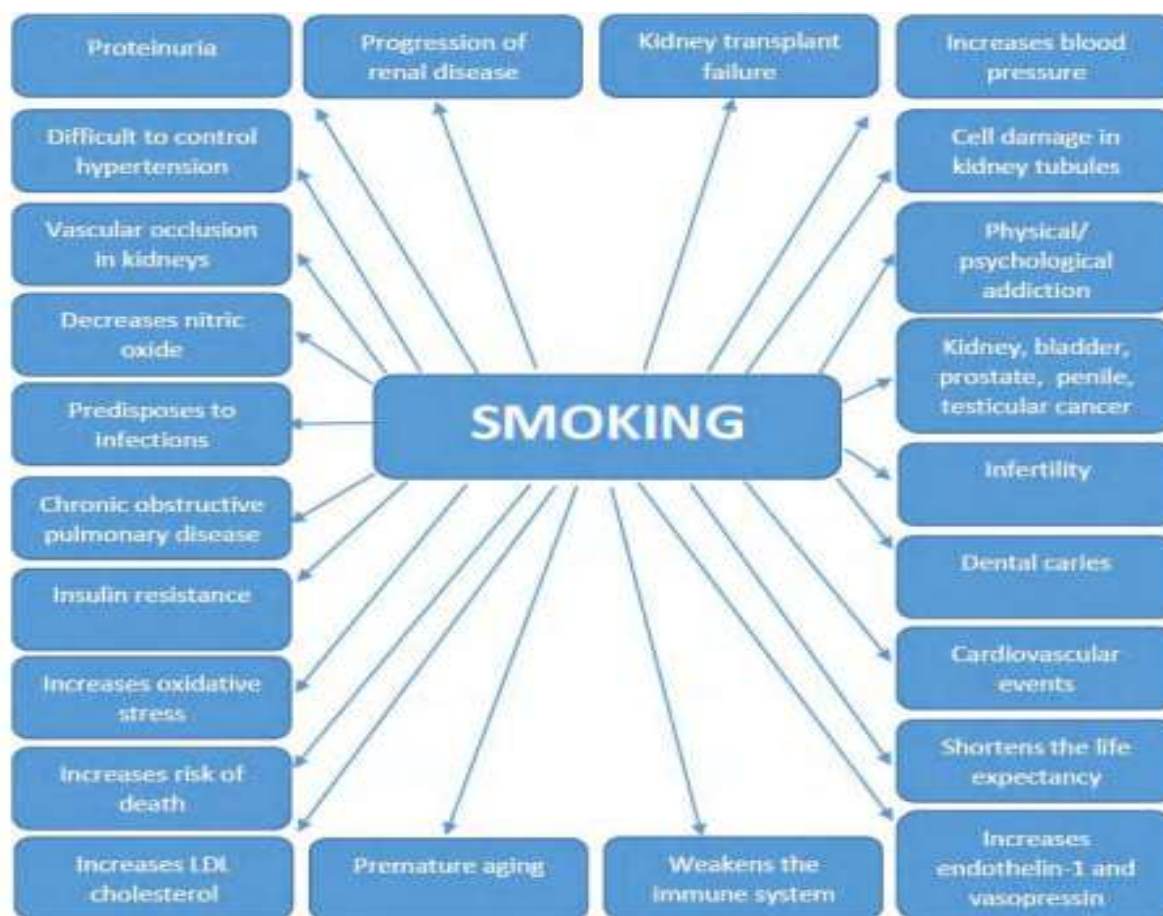 Proteinuria
Progression of
renal disease
Kidney transplant
failure
Increases blood
pressure
Difficult to control
hypertension
Cell damage in
kidney tubules
Vascular occlusion
in kidneys
Physical/
psychological
addiction
Decreases nitric
oxide
Kidney, bladder,
prostate, penile,
testicular cancer
SMOKING
Predisposes to
infections
Infertility
Chronic obstructive
pulmonary disease
Dental caries
Insulin resistance
Cardiovascular
events
Increases oxidative
stress
Shortens the life
expectancy
Increases risk of
death
Increases LDL
cholesterol
Premature aging
Weakens the
immune system
Increases
endothelin-1 and
vasopressin